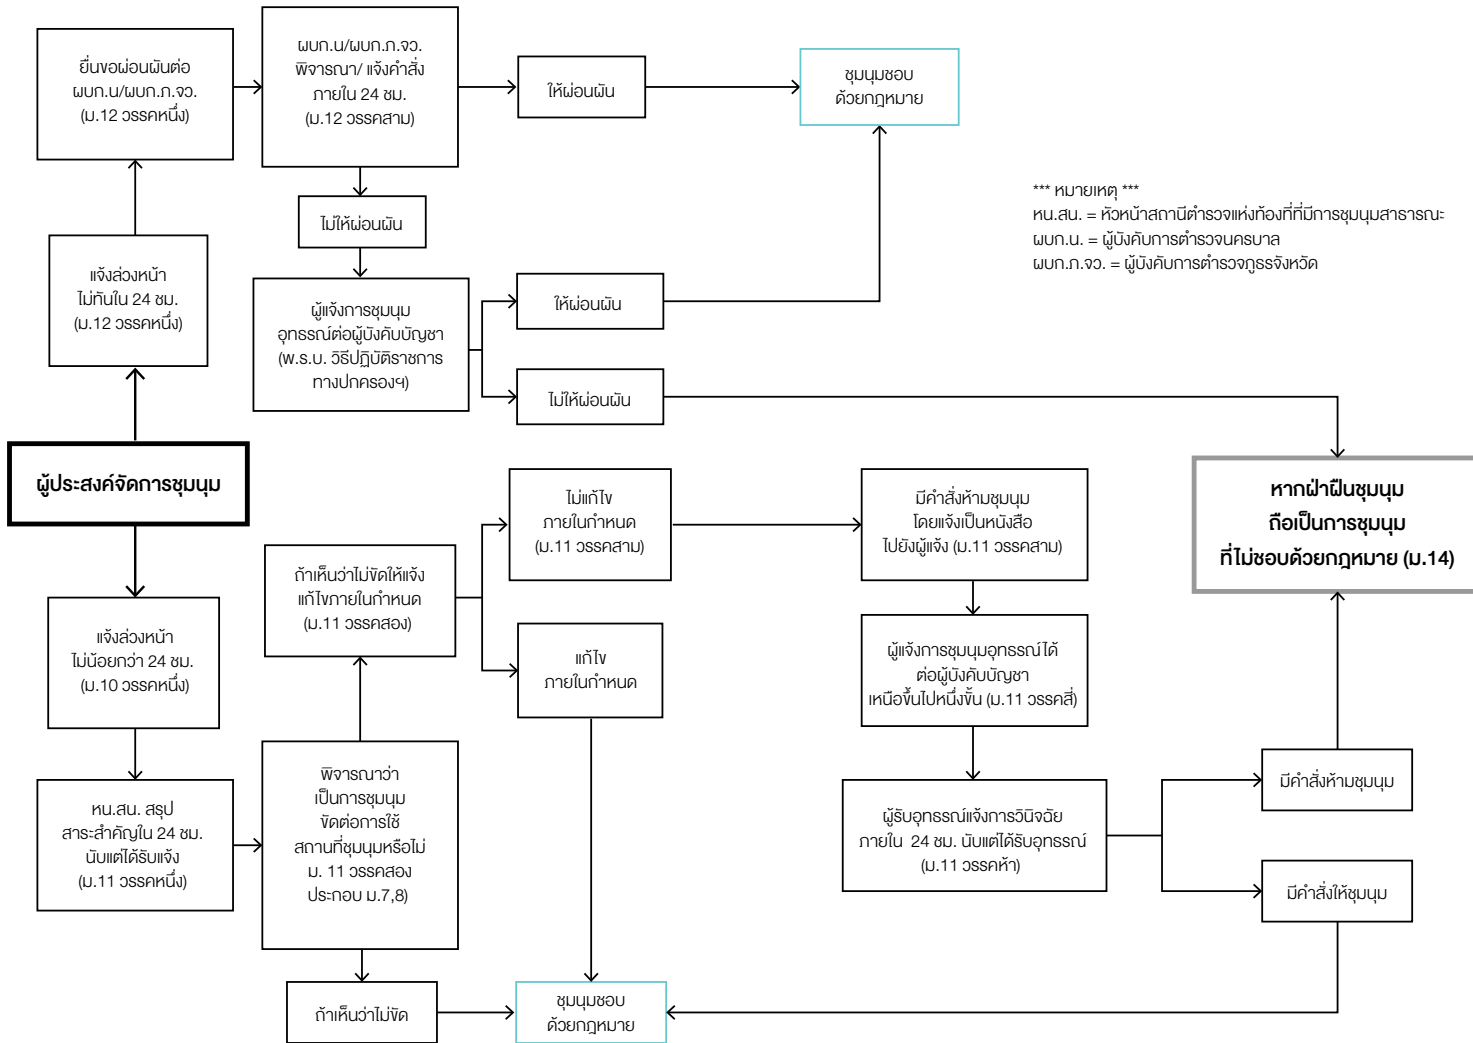 ยื่นขอผ่อนผันต่อ
ผบก.น/ผบก.ภ.จว.
(ม.12 วรรคหนึ่ง)
ผบก.น/ผบก.ภ.จว.
พิจารณา/ แจ้งคำสั่ง
ภายใน 24 ชม.
(ม.12 วรรคสาม)
ให้ผ่อนผัน
ชุมนุมชอบ
ด้วยกฎหมาย
*** หมายเหตุ ***
หน.สน. = หัวหน้าสถานีตำรวจแห่งท้องที่ที่มีการชุมนุมสาธารณะ
ผบก.น. = ผู้บังคับการตำรวจนครบาล
ผบก.ภ.จว. = ผู้บังคับการตำรวจภูธรจังหวัด
ไม่ให้ผ่อนผัน
แจ้งล่วงหน้า
ไม่ทันใน 24 ชม.
(ม.12 วรรคหนึ่ง)
ผู้แจ้งการชุมนุม
อุทธรณ์ต่อผู้บังคับบัญชา
(พ.ร.บ. วิธีปฏิบัติราชการ
ทางปกครองฯ)
ให้ผ่อนผัน
ไม่ให้ผ่อนผัน
ผู้ประสงค์จัดการชุมนุม
ไม่แก้ไข
ภายในกำหนด
(ม.11 วรรคสาม)
มีคำสั่งห้ามชุมนุม
โดยแจ้งเป็นหนังสือ
ไปยังผู้แจ้ง (ม.11 วรรคสาม)
หากฝ่าฝืนชุมนุม
ถือเป็นการชุมนุม
ที่ไม่ชอบด้วยกฎหมาย (ม.14)
ถ้าเห็นว่าไม่ขัดให้แจ้ง
แก้ไขภายในกำหนด
(ม.11 วรรคสอง)
แจ้งล่วงหน้า
ไม่น้อยกว่า 24 ชม.
(ม.10 วรรคหนึ่ง)
แก้ไข
ภายในกำหนด
ผู้แจ้งการชุมนุมอุทธรณ์ได้
ต่อผู้บังคับบัญชา
เหนือขึ้นไปหนึ่งขั้น (ม.11 วรรคสี่)
หน.สน. สรุป
สาระสำคัญใน 24 ชม.
นับแต่ได้รับแจ้ง
(ม.11 วรรคหนึ่ง)
พิจารณาว่า
เป็นการชุมนุม
ขัดต่อการใช้
สถานที่ชุมนุมหรือไม่
ม. 11 วรรคสอง
ประกอบ ม.7,8)
ผู้รับอุทธรณ์แจ้งการวินิจฉัย
ภายใน 24 ชม. นับแต่ได้รับอุทธรณ์
(ม.11 วรรคห้า)
มีคำสั่งห้ามชุมนุม
มีคำสั่งให้ชุมนุม
ถ้าเห็นว่าไม่ขัด
ชุมนุมชอบ
ด้วยกฎหมาย